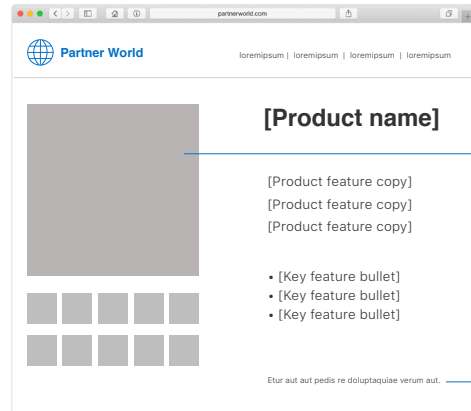 partnerworld.com
Partner World
loremipsum | loremipsum | loremipsum | loremipsum
[Product name]
[Product feature copy]
[Product feature copy]
[Product feature copy]
• [Key feature bullet]
• [Key feature bullet]
• [Key feature bullet]
Etur aut aut pedis re doluptaquiae verum aut.